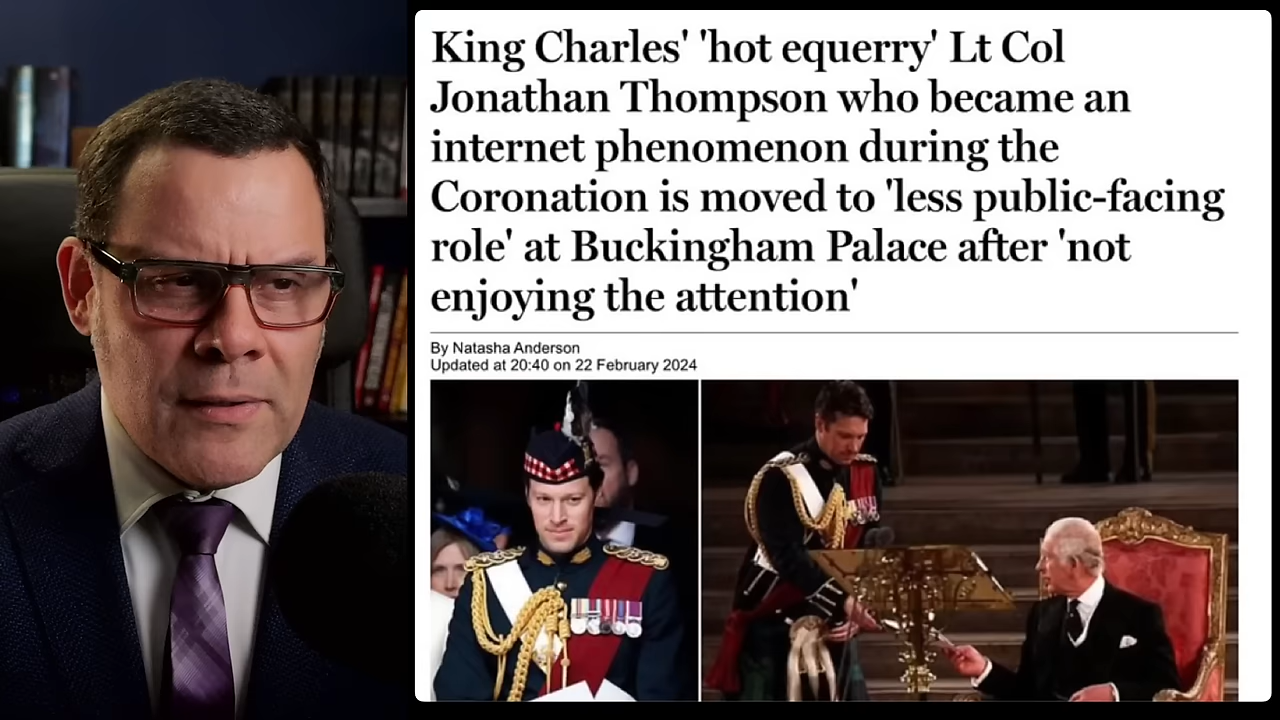 King Charles' 'hot equerry' Lt Col
Jonathan Thompson who became an
internet phenomenon during the
Coronation is moved to 'less public-facing
role' at Buckingham Palace after 'not
enjoying the attention'
By Natasha Anderson
Updated at 20:40 on 22 February 2024